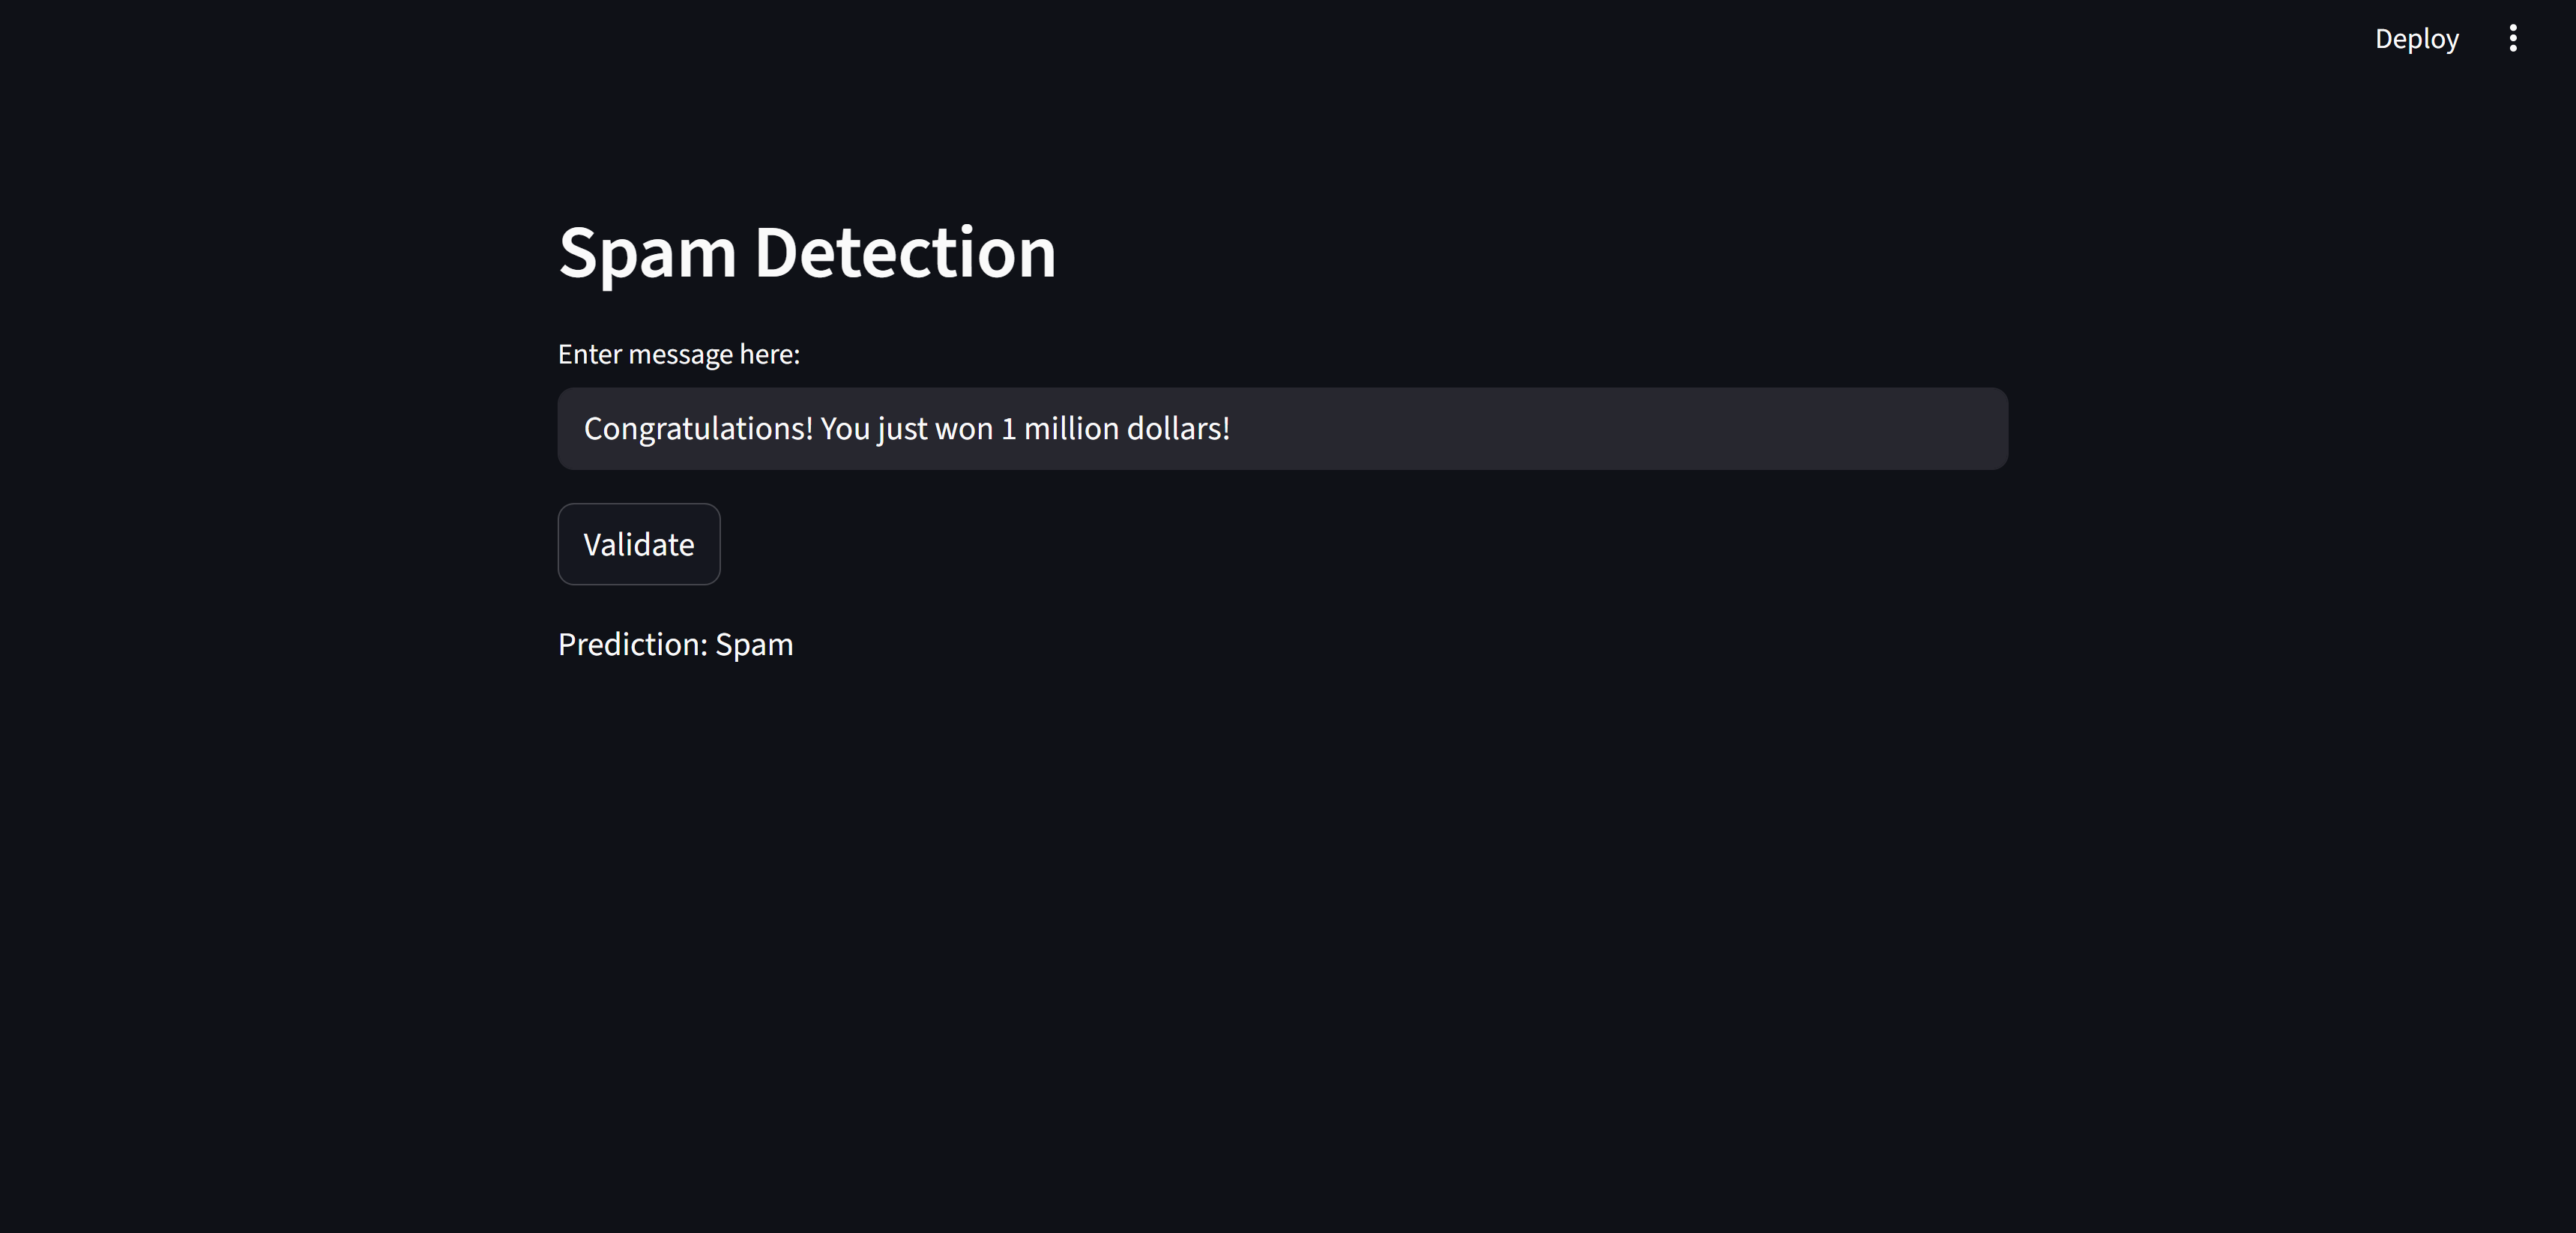 Deploy
Spam Detection
Enter message here:
Congratulations! You just won 1 million dollars!
Validate
Prediction: Spam